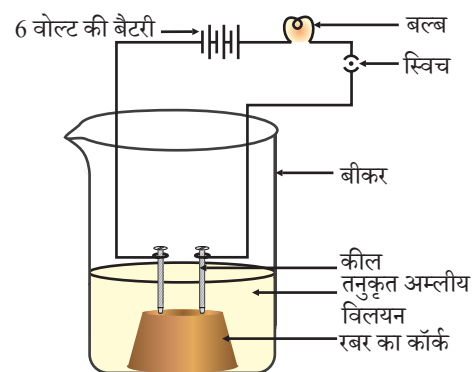 6 वोल्ट की बैटरी
बल्ब
स्विच
बीकर
कील
तनुकृत अम्लीय
विलयन
रबर का कॉर्क